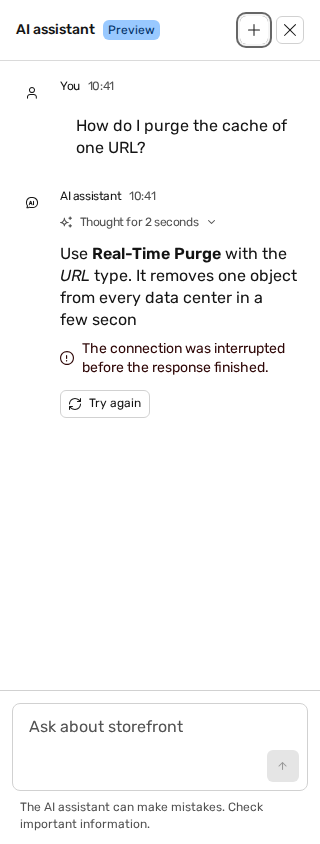 AI assistant Preview
You 10:41
How do I purge the cache of
one URL?
AI
AI assistant 10:41
Thought for 2 seconds
Use Real-Time Purge with the
URL type. It removes one object
from every data center in a
few secon
The connection was interrupted
before the response finished.
Try again
Ask about storefront
The AI assistant can make mistakes. Check
important information.